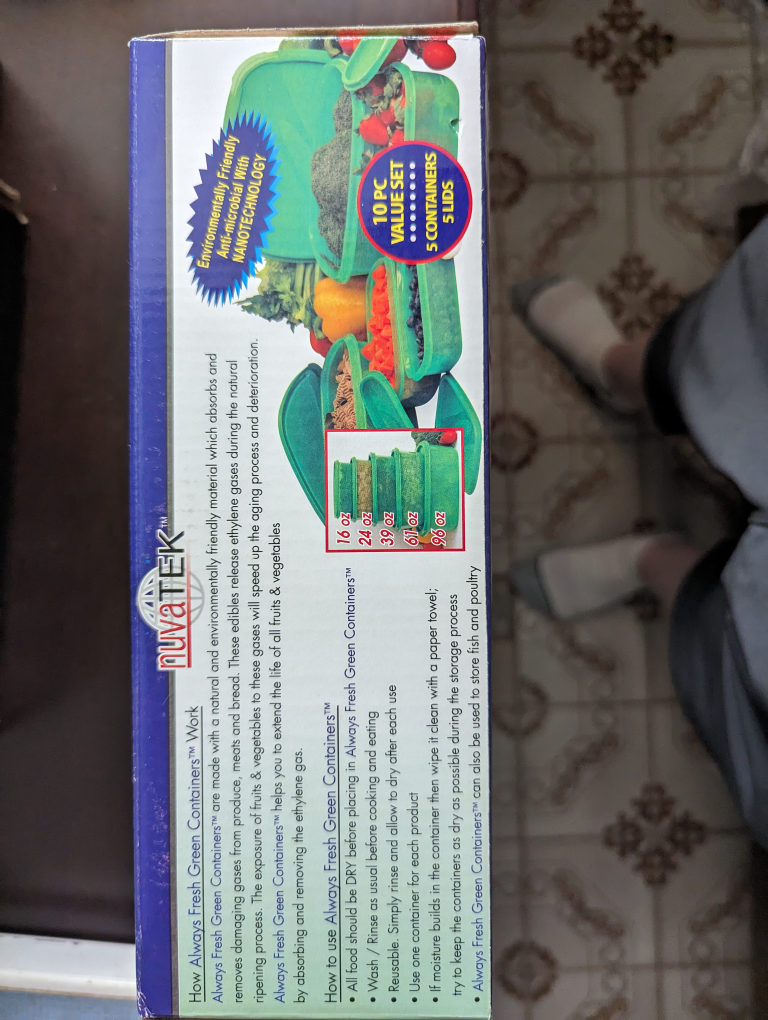 nuvaTEK™
How Always Fresh Green Containers™ Work
Always Fresh Green Containers™ are made with a natural and environmentally friendly material which absorbs and
removes damaging gases from produce, meats and bread. These edibles release ethylene gases during the natural
ripening process. The exposure of fruits & vegetables to these gases will speed up the aging process and deterioration.
Always Fresh Green Containers™ helps you to extend the life of all fruits & vegetables
by absorbing and removing the ethylene gas.
How to use Always Fresh Green Containers™
• All food should be DRY before placing in Always Fresh Green Containers™
• Wash / Rinse as usual before cooking and eating
• Reusable. Simply rinse and allow to dry after each use
• Use one container for each product
• If moisture builds in the container then wipe it clean with a paper towel;
try to keep the containers as dry as possible during the storage process
• Always Fresh Green Containers™ can also be used to store fish and poultry
16 oz
24 oz
39 oz
61 oz
96 oz
Environmentally Friendly
Anti-microbial With
NANOTECHNOLOGY
10 PC
VALUE SET
5 CONTAINERS
5 LIDS